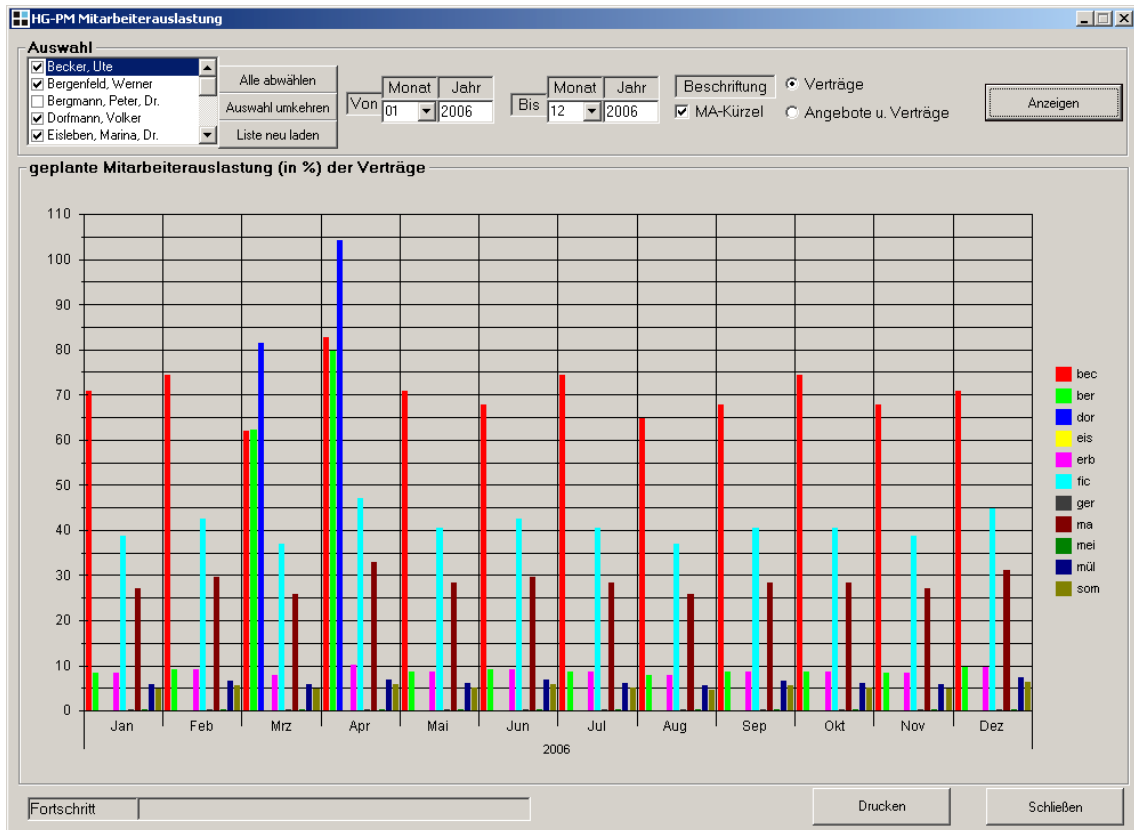 HG-PM Mitarbeiterauslastung
Auswahl
Becker, Ute
Bergenfeld, Werner
Bergmann, Peter, Dr.
Dorfmann, Volker
Eisleben, Marina, Dr.
Alle abwählen
Auswahl umkehren
Liste neu laden
Von
Monat Jahr
01 2006
Bis
Monat Jahr
12 2006
Beschriftung
MA-Kürzel
Verträge
Angebote u. Verträge
Anzeigen
geplante Mitarbeiterauslastung (in %) der Verträge
110
100
90
80
70
60
50
40
30
20
10
0
Jan Feb Mrz Apr Mai Jun Jul Aug Sep Okt Nov Dez
2006
bec
ber
dor
eis
erb
fic
ger
ma
mei
mül
som
Fortschritt
Drucken
Schließen